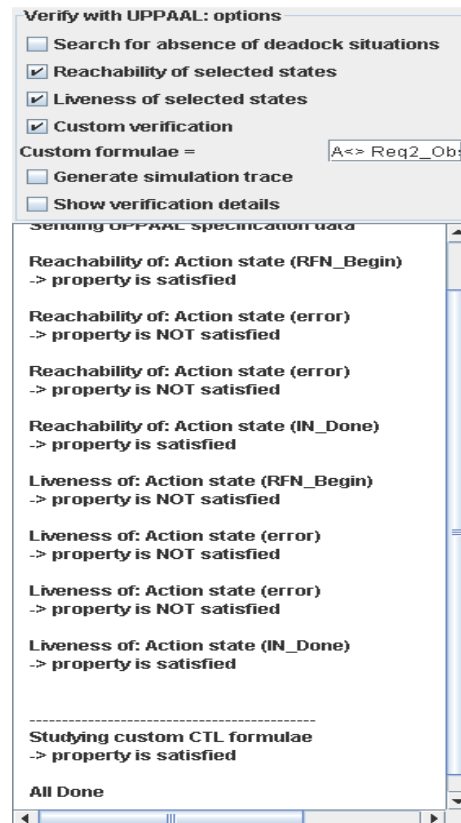 Verify with UPPAAL: options
Search for absence of deadock situations
Reachability of selected states
Liveness of selected states
Custom verification
Custom formulae = A<> Req2_Obs
Generate simulation trace
Show verification details
Sending UPPAAL specification data
Reachability of: Action state (RFN_Begin)
-> property is satisfied
Reachability of: Action state (error)
-> property is NOT satisfied
Reachability of: Action state (error)
-> property is NOT satisfied
Reachability of: Action state (IN_Done)
-> property is satisfied
Liveness of: Action state (RFN_Begin)
-> property is NOT satisfied
Liveness of: Action state (error)
-> property is NOT satisfied
Liveness of: Action state (error)
-> property is NOT satisfied
Liveness of: Action state (IN_Done)
-> property is satisfied
--------------------------------------------
Studying custom CTL formulae
-> property is satisfied
All Done